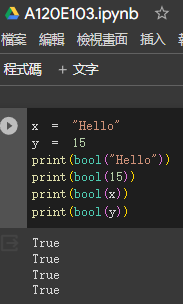 A120E103.ipynb
檔案 編輯 檢視畫面 插入
程式碼 + 文字
x = "Hello"
y = 15
print(bool("Hello"))
print(bool(15))
print(bool(x))
print(bool(y))
True
True
True
True